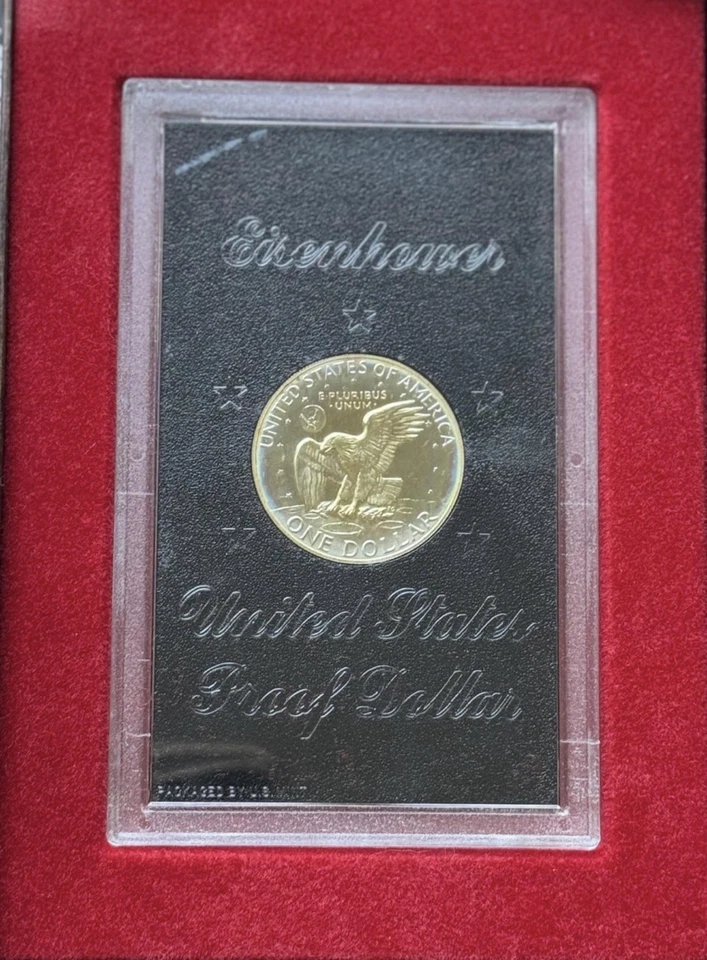 Eisenhower
UNITED STATES OF AMERICA
E PLURIBUS
·UNUM·
ONE DOLLAR
United States
Proof Dollar
PACKAGED BY U.S. MINT